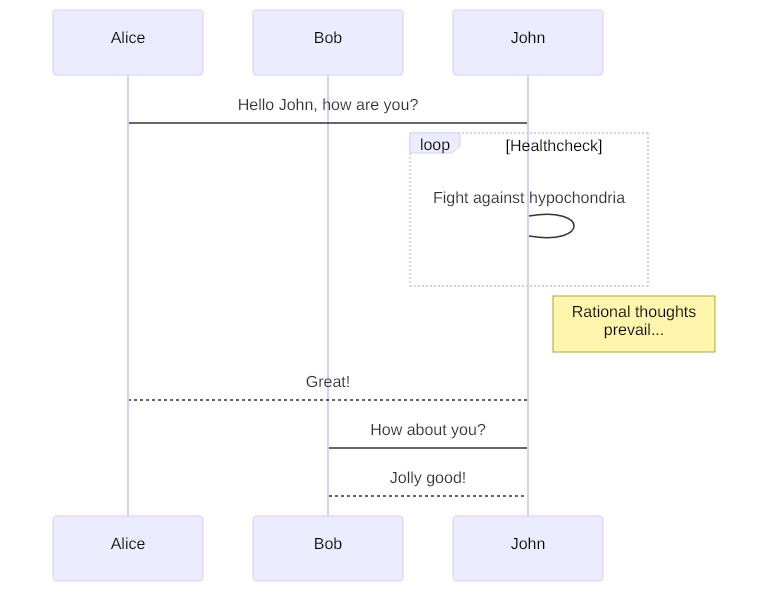 Alice
Bob
John
Hello John, how are you?
loop
[Healthcheck]
Fight against hypochondria
Rational thoughts
prevail...
Great!
How about you?
Jolly good!
Alice
Bob
John